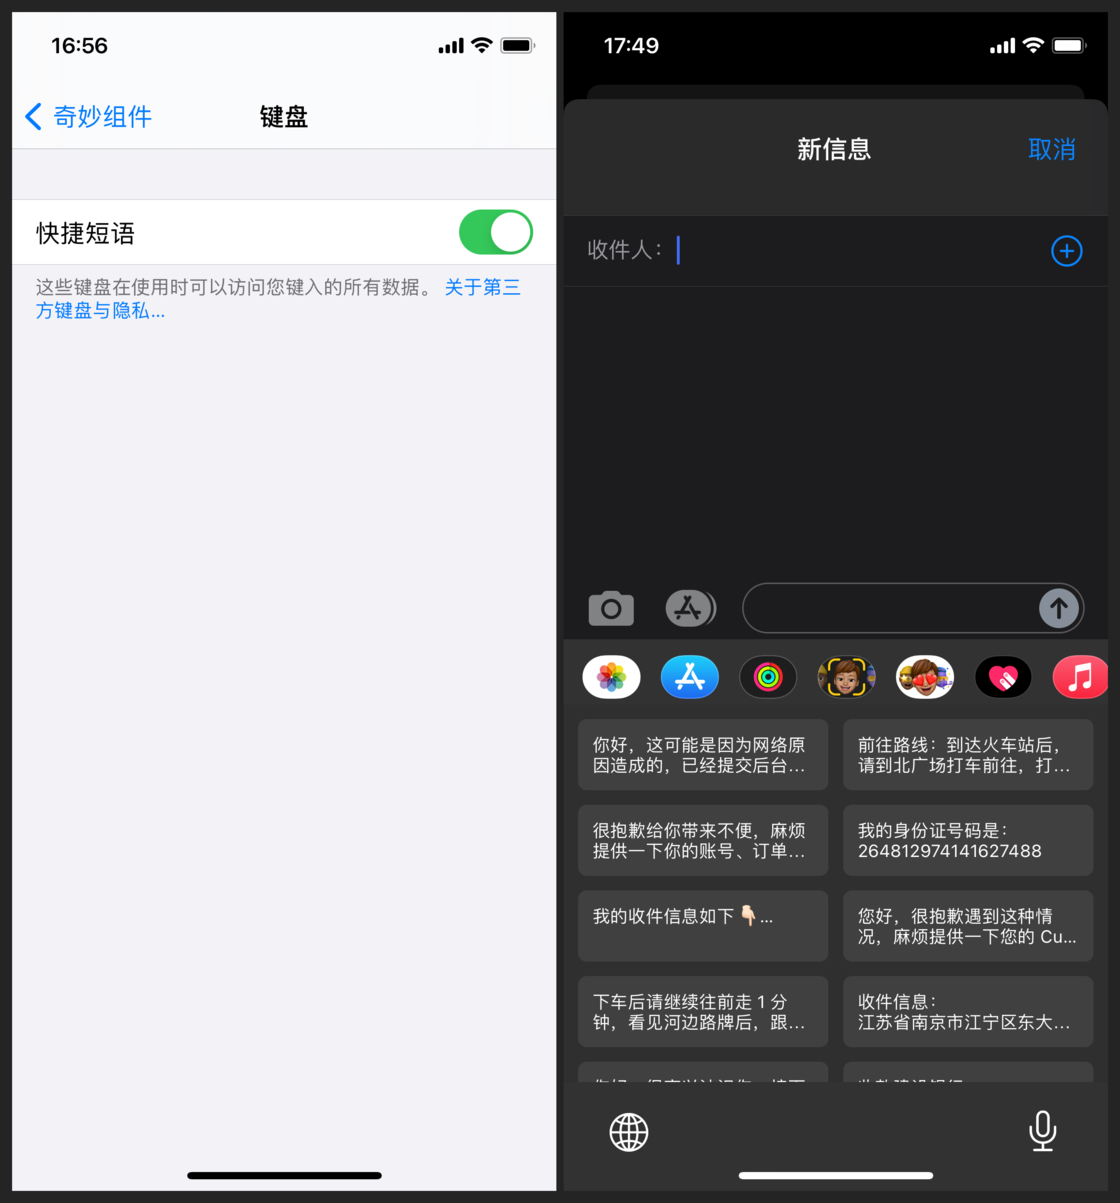 16:56
奇妙组件
键盘
快捷短语
这些键盘在使用时可以访问您键入的所有数据。 关于第三
方键盘与隐私...
17:49
新信息
取消
收件人：
你好，这可能是因为网络原
因造成的，已经提交后台...
前往路线：到达火车站后，
请到北广场打车前往，打...
很抱歉给你带来不便，麻烦
提供一下你的账号、订单...
我的身份证号码是：
264812974141627488
我的收件信息如下 👇🏻...
您好，很抱歉遇到这种情
况，麻烦提供一下您的 Cu...
下车后请继续往前走 1 分
钟，看见河边路牌后，跟...
收件信息：
江苏省南京市江宁区东大...